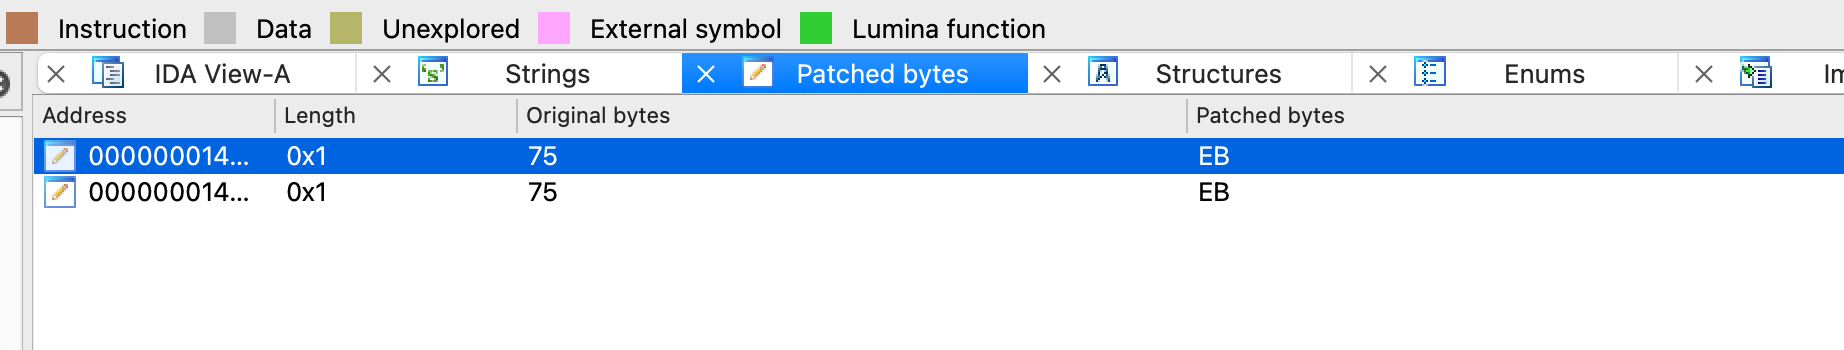 Instruction Data Unexplored External symbol Lumina function
IDA View-A Strings Patched bytes Structures Enums Im
Address Length Original bytes Patched bytes
000000014... 0x1 75 EB
000000014... 0x1 75 EB